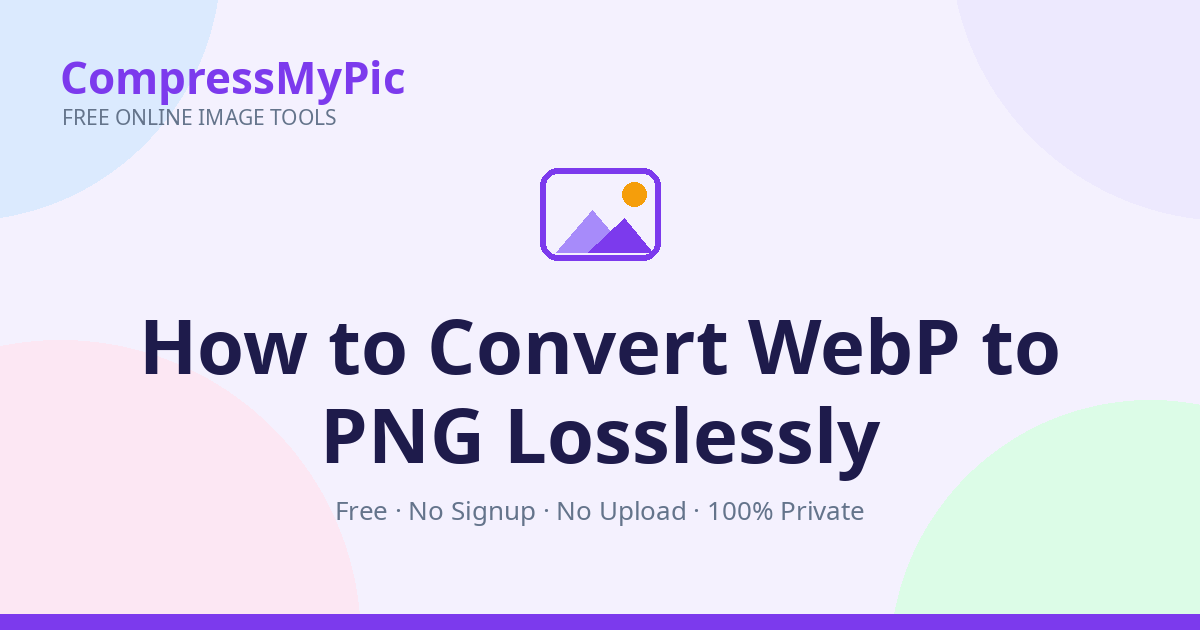 CompressMyPic
FREE ONLINE IMAGE TOOLS
How to Convert WebP to
PNG Losslessly
Free · No Signup · No Upload · 100% Private